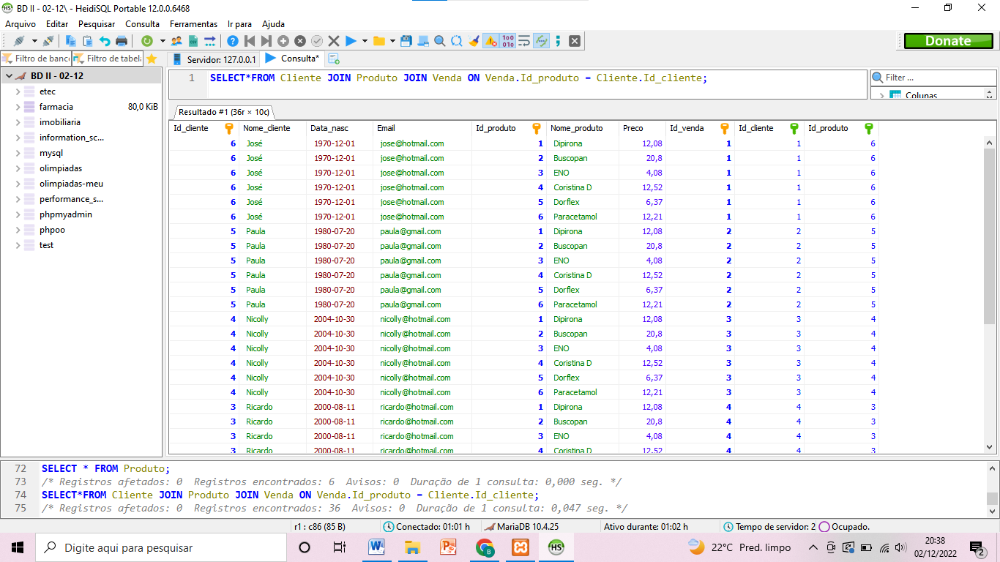 BD II - 02-12\ - HeidiSQL Portable 12.0.0.6468
Arquivo Editar Pesquisar Consulta Ferramentas Ir para Ajuda
Donate
Filtro de banc Filtro de tabela
Servidor: 127.0.0.1 Consulta*
BD II - 02-12
etec
farmacia 80,0 KiB
imobiliaria
information_sc...
mysql
olimpiadas
olimpiadas-meu
performance_s...
phpmyadmin
phpoo
test
1 SELECT*FROM Cliente JOIN Produto JOIN Venda ON Venda.Id_produto = Cliente.Id_cliente;
Filter ...
Colunas
Resultado #1 (36r × 10c)
Id_cliente Nome_cliente Data_nasc Email Id_produto Nome_produto Preco Id_venda Id_cliente Id_produto
6 José 1970-12-01 jose@hotmail.com 1 Dipirona 12,08 1 1 6
6 José 1970-12-01 jose@hotmail.com 2 Buscopan 20,8 1 1 6
6 José 1970-12-01 jose@hotmail.com 3 ENO 4,08 1 1 6
6 José 1970-12-01 jose@hotmail.com 4 Coristina D 12,52 1 1 6
6 José 1970-12-01 jose@hotmail.com 5 Dorflex 6,37 1 1 6
6 José 1970-12-01 jose@hotmail.com 6 Paracetamol 12,21 1 1 6
5 Paula 1980-07-20 paula@gmail.com 1 Dipirona 12,08 2 2 5
5 Paula 1980-07-20 paula@gmail.com 2 Buscopan 20,8 2 2 5
5 Paula 1980-07-20 paula@gmail.com 3 ENO 4,08 2 2 5
5 Paula 1980-07-20 paula@gmail.com 4 Coristina D 12,52 2 2 5
5 Paula 1980-07-20 paula@gmail.com 5 Dorflex 6,37 2 2 5
5 Paula 1980-07-20 paula@gmail.com 6 Paracetamol 12,21 2 2 5
4 Nicolly 2004-10-30 nicolly@hotmail.com 1 Dipirona 12,08 3 3 4
4 Nicolly 2004-10-30 nicolly@hotmail.com 2 Buscopan 20,8 3 3 4
4 Nicolly 2004-10-30 nicolly@hotmail.com 3 ENO 4,08 3 3 4
4 Nicolly 2004-10-30 nicolly@hotmail.com 4 Coristina D 12,52 3 3 4
4 Nicolly 2004-10-30 nicolly@hotmail.com 5 Dorflex 6,37 3 3 4
4 Nicolly 2004-10-30 nicolly@hotmail.com 6 Paracetamol 12,21 3 3 4
3 Ricardo 2000-08-11 ricardo@hotmail.com 1 Dipirona 12,08 4 4 3
3 Ricardo 2000-08-11 ricardo@hotmail.com 2 Buscopan 20,8 4 4 3
3 Ricardo 2000-08-11 ricardo@hotmail.com 3 ENO 4,08 4 4 3
3 Ricardo 2000-08-11 ricardo@hotmail.com 4 Coristina D 12,52 4 4 3
72 SELECT * FROM Produto;
73 /* Registros afetados: 0 Registros encontrados: 6 Avisos: 0 Duração de 1 consulta: 0,000 seg. */
74 SELECT*FROM Cliente JOIN Produto JOIN Venda ON Venda.Id_produto = Cliente.Id_cliente;
75 /* Registros afetados: 0 Registros encontrados: 36 Avisos: 0 Duração de 1 consulta: 0,047 seg. */
r1 : c86 (85 B) Conectado: 01:01 h MariaDB 10.4.25 Ativo durante: 01:02 h Tempo de servidor: 2 Ocupado.
Digite aqui para pesquisar
22°C Pred. limpo
20:38
02/12/2022
2